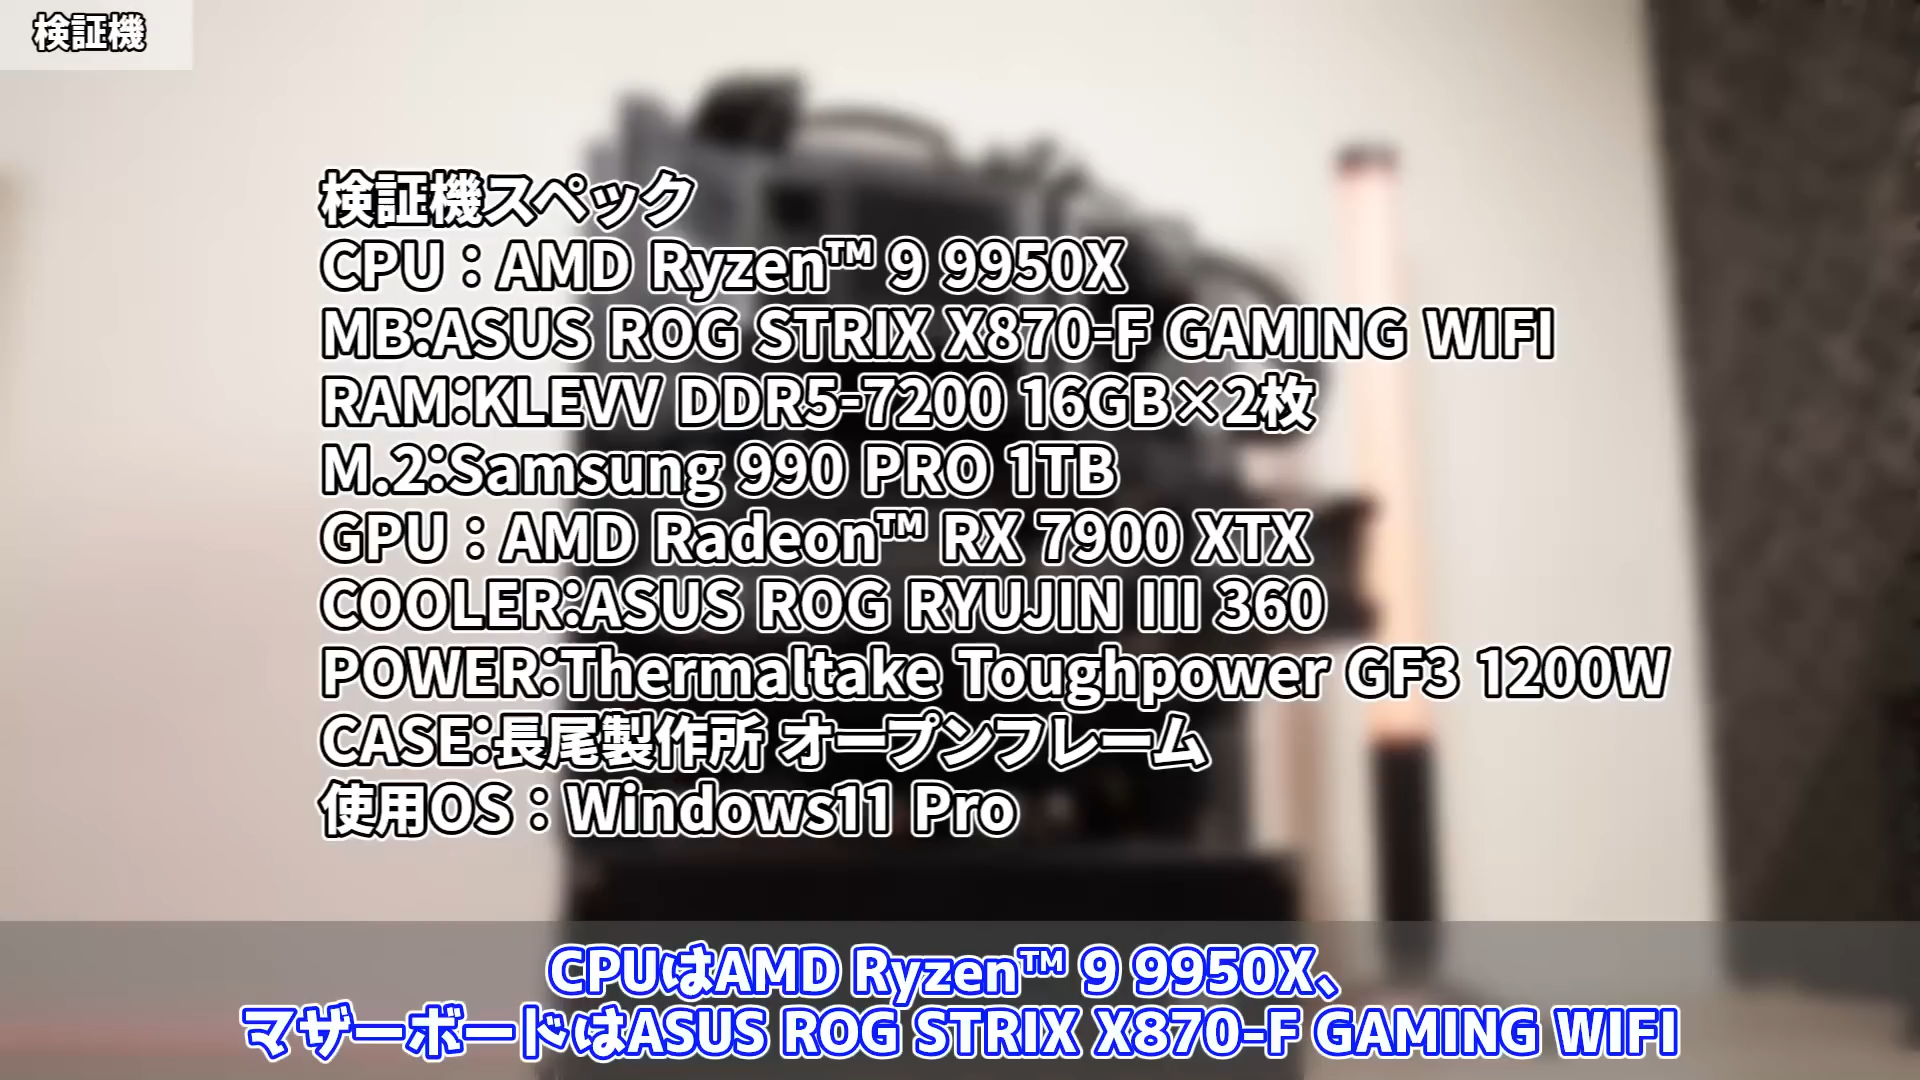 検証機
検証機スペック
CPU：AMD Ryzen™ 9 9950X
MB:ASUS ROG STRIX X870-F GAMING WIFI
RAM:KLEVV DDR5-7200 16GB×2枚
M.2:Samsung 990 PRO 1TB
GPU：AMD Radeon™ RX 7900 XTX
COOLER:ASUS ROG RYUJIN III 360
POWER:Thermaltake Toughpower GF3 1200W
CASE:長尾製作所 オープンフレーム
使用OS：Windows11 Pro
CPUはAMD Ryzen™ 9 9950X、
マザーボードはASUS ROG STRIX X870-F GAMING WIFI